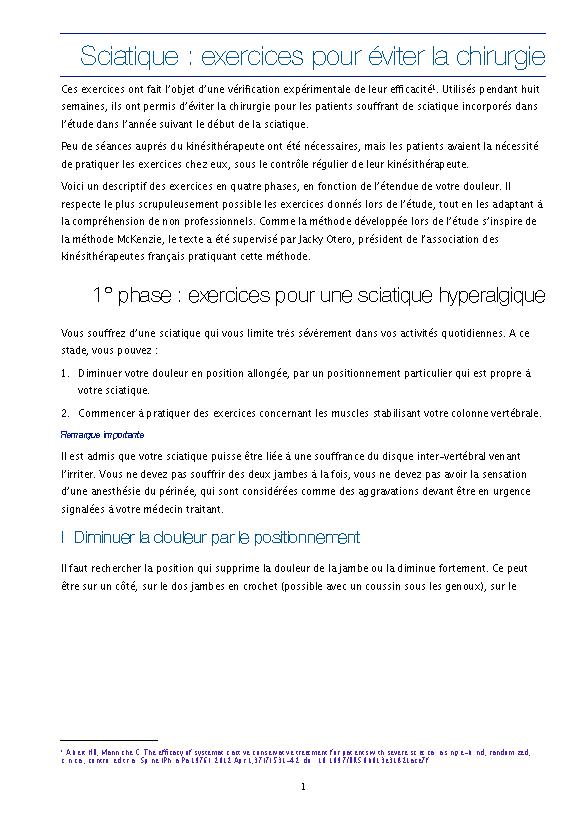 Sciatique : exercices pour éviter la chirurgie
Ces exercices ont fait l'objet d'une vérification expérimentale de leur efficacité¹. Utilisés pendant huit
semaines, ils ont permis d'éviter la chirurgie pour les patients souffrant de sciatique incorporés dans
l'étude dans l'année suivant le début de la sciatique.
Peu de séances auprès du kinésithérapeute ont été nécessaires, mais les patients avaient la nécessité
de pratiquer les exercices chez eux, sous le contrôle régulier de leur kinésithérapeute.
Voici un descriptif des exercices en quatre phases, en fonction de l'étendue de votre douleur. Il
respecte le plus scrupuleusement possible les exercices donnés lors de l'étude, tout en les adaptant à
la compréhension de non professionnels. Comme la méthode développée lors de l'étude s'inspire de
la méthode McKenzie, le texte a été supervisé par Jacky Otero, président de l'association des
kinésithérapeutes français pratiquant cette méthode.
1° phase : exercices pour une sciatique hyperalgique
Vous souffrez d'une sciatique qui vous limite très sévèrement dans vos activités quotidiennes. A ce
stade, vous pouvez :
1. Diminuer votre douleur en position allongée, par un positionnement particulier qui est propre à
votre sciatique.
2. Commencer à pratiquer des exercices concernant les muscles stabilisant votre colonne vertébrale.
Remarque importante
Il est admis que votre sciatique puisse être liée à une souffrance du disque inter-vertébral venant
l'irriter. Vous ne devez pas souffrir des deux jambes à la fois, vous ne devez pas avoir la sensation
d'une anesthésie du périnée, qui sont considérées comme des aggravations devant être en urgence
signalées à votre médecin traitant.
I Diminuer la douleur par le positionnement
Il faut rechercher la position qui supprime la douleur de la jambe ou la diminue fortement. Ce peut
être sur un côté, sur le dos jambes en crochet (possible avec un coussin sous les genoux), sur le
¹ Albert HB, Manniche C. The efficacy of systematic active conservative treatment for patients with severe sciatica: a single-blind, randomized,
clinical, controlled trial. Spine (Phila Pa 1976). 2012 Apr 1;37(7):531-42.
1